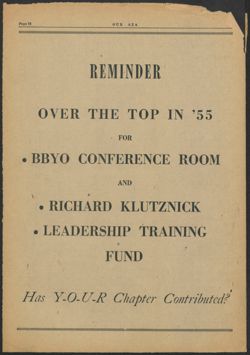 REMINDER
OVER THE TOP IN '55
FOR
• BBYO CONFERENCE ROOM
AND
• RICHARD KLUTZNICK
• LEADERSHIP TRAINING
FUND
Has Y-O-U-R Chapter Contributed?